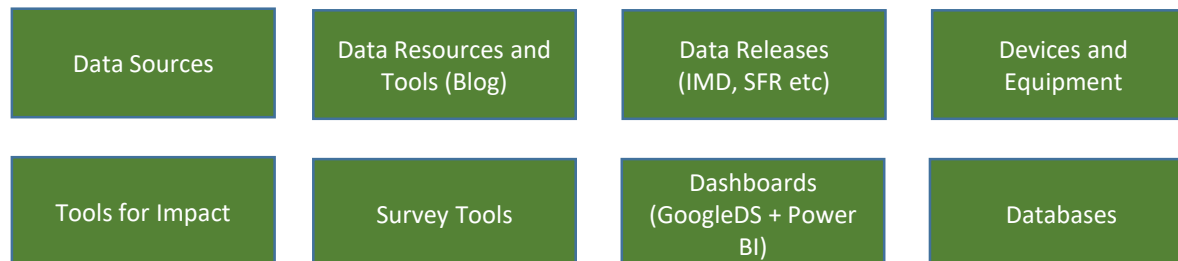 Data Sources
Data Resources and
Tools (Blog)
Data Releases
(IMD, SFR etc)
Devices and
Equipment
Tools for Impact
Survey Tools
Dashboards
(GoogleDS + Power
BI)
Databases